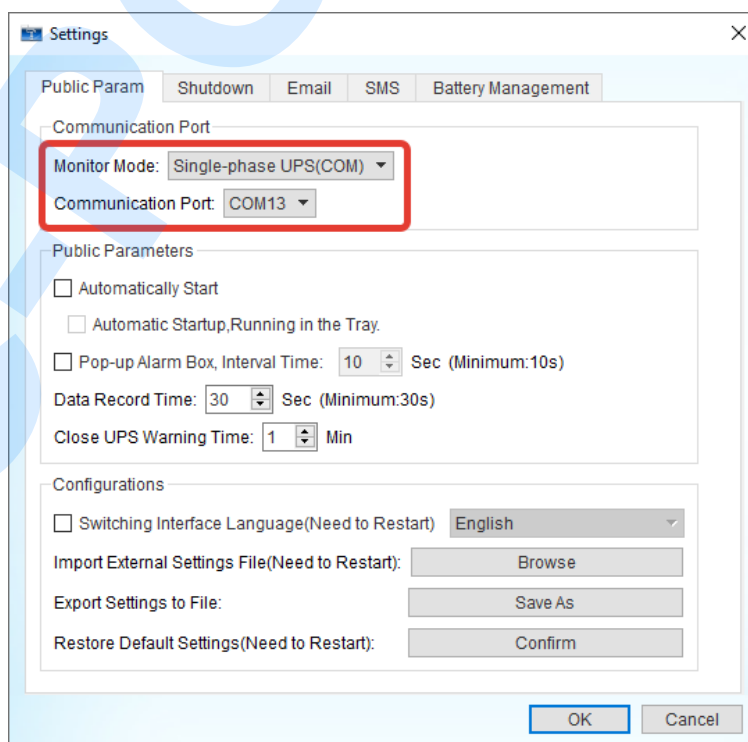 Settings
Public Param Shutdown Email SMS Battery Management
Communication Port
Monitor Mode: Single-phase UPS(COM)
Communication Port: COM13
Public Parameters
Automatically Start
Automatic Startup,Running in the Tray.
Pop-up Alarm Box, Interval Time: 10 Sec (Minimum:10s)
Data Record Time: 30 Sec (Minimum:30s)
Close UPS Warning Time: 1 Min
Configurations
Switching Interface Language(Need to Restart) English
Import External Settings File(Need to Restart): Browse
Export Settings to File: Save As
Restore Default Settings(Need to Restart): Confirm
OK Cancel